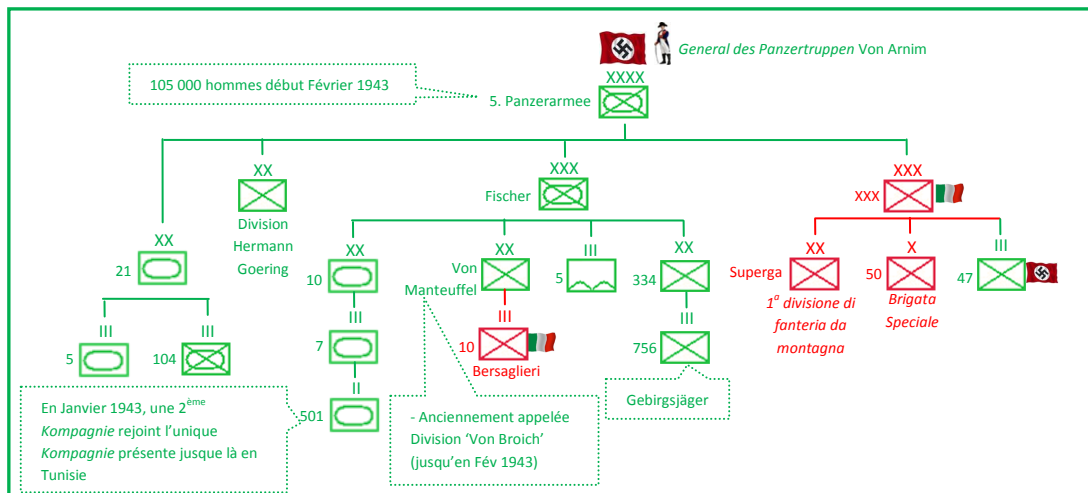 General des Panzertruppen Von Arnim
XXXX
105 000 hommes début Février 1943
5. Panzerarmee
XX
Division
Hermann
Goering
XXX
Fischer
XXX
XXX
XX
21
XX
10
XX
Von
Manteuffel
III
5
XX
334
XX
Superga
1ª divisione di
fanteria da
montagna
X
50
Brigata
Speciale
III
47
III
5
III
104
III
7
III
10
Bersaglieri
III
756
II
501
En Janvier 1943, une 2ème
Kompagnie rejoint l'unique
Kompagnie présente jusque là en
Tunisie
- Anciennement appelée
Division 'Von Broich'
(jusqu'en Fév 1943)
Gebirgsjäger